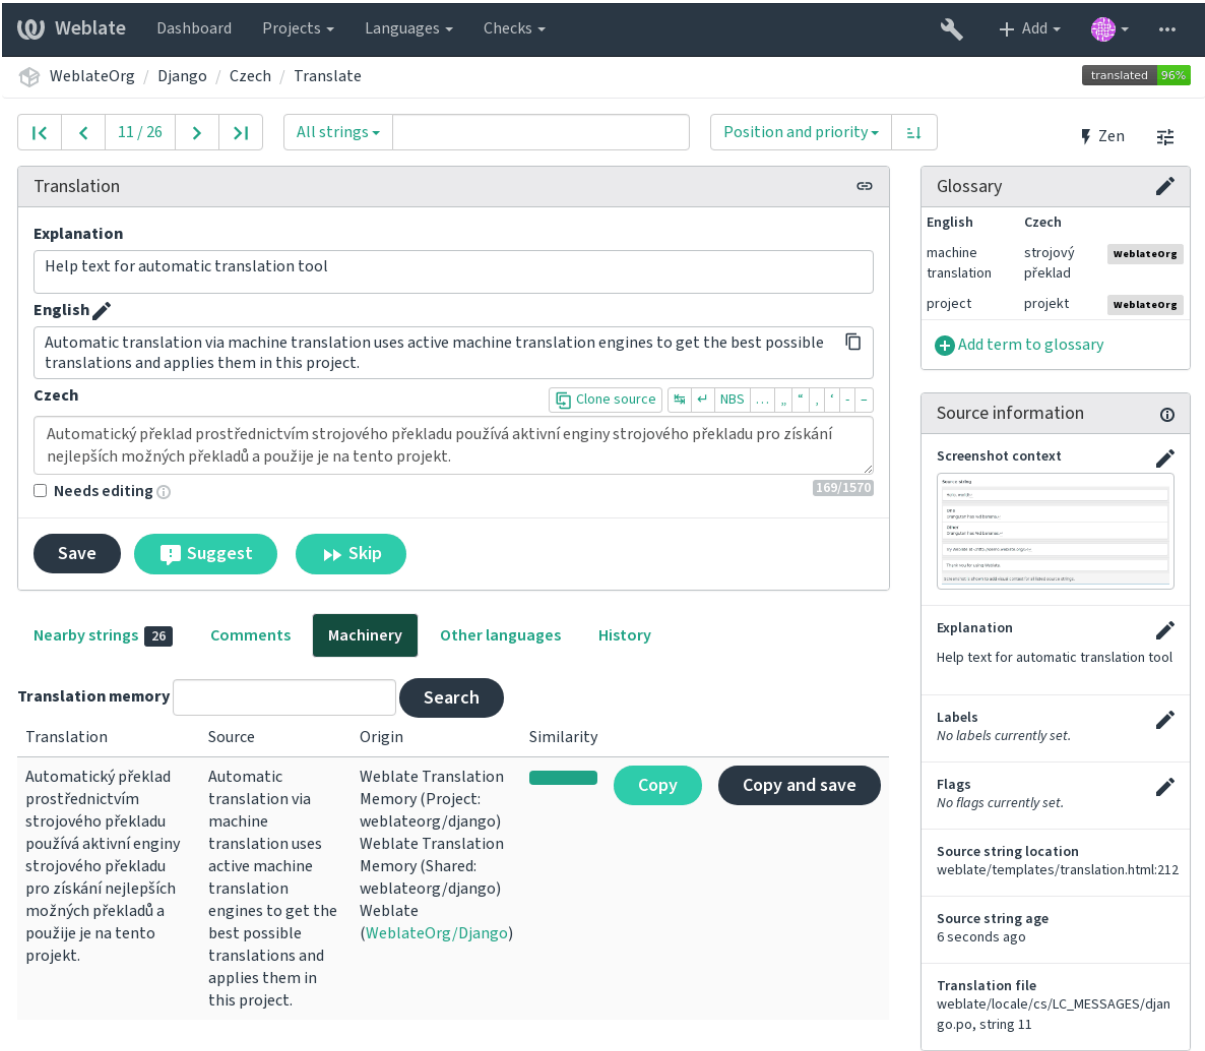 Weblate Dashboard Projects Languages Checks Add
WeblateOrg / Django / Czech / Translate translated 96%
11 / 26 All strings Position and priority Zen
Translation
Explanation
Help text for automatic translation tool
English
Automatic translation via machine translation uses active machine translation engines to get the best possible
translations and applies them in this project.
Czech Clone source NBS … „ “ ‚ ‘ - –
Automatický překlad prostřednictvím strojového překladu používá aktivní enginy strojového překladu pro získání
nejlepších možných překladů a použije je na tento projekt.
Needs editing 169/1570
Save Suggest Skip
Nearby strings 26 Comments Machinery Other languages History
Translation memory Search
Translation Source Origin Similarity
Automatický překlad
prostřednictvím
strojového překladu
používá aktivní enginy
strojového překladu
pro získání nejlepších
možných překladů a
použije je na tento
projekt.
Automatic
translation via
machine
translation uses
active machine
translation
engines to get the
best possible
translations and
applies them in
this project.
Weblate Translation
Memory (Project:
weblateorg/django)
Weblate Translation
Memory (Shared:
weblateorg/django)
Weblate
(WeblateOrg/Django)
Copy Copy and save
Glossary
English Czech
machine
translation
strojový
překlad
WeblateOrg
project projekt WeblateOrg
Add term to glossary
Source information
Screenshot context
Explanation
Help text for automatic translation tool
Labels
No labels currently set.
Flags
No flags currently set.
Source string location
weblate/templates/translation.html:212
Source string age
6 seconds ago
Translation file
weblate/locale/cs/LC_MESSAGES/djan
go.po, string 11